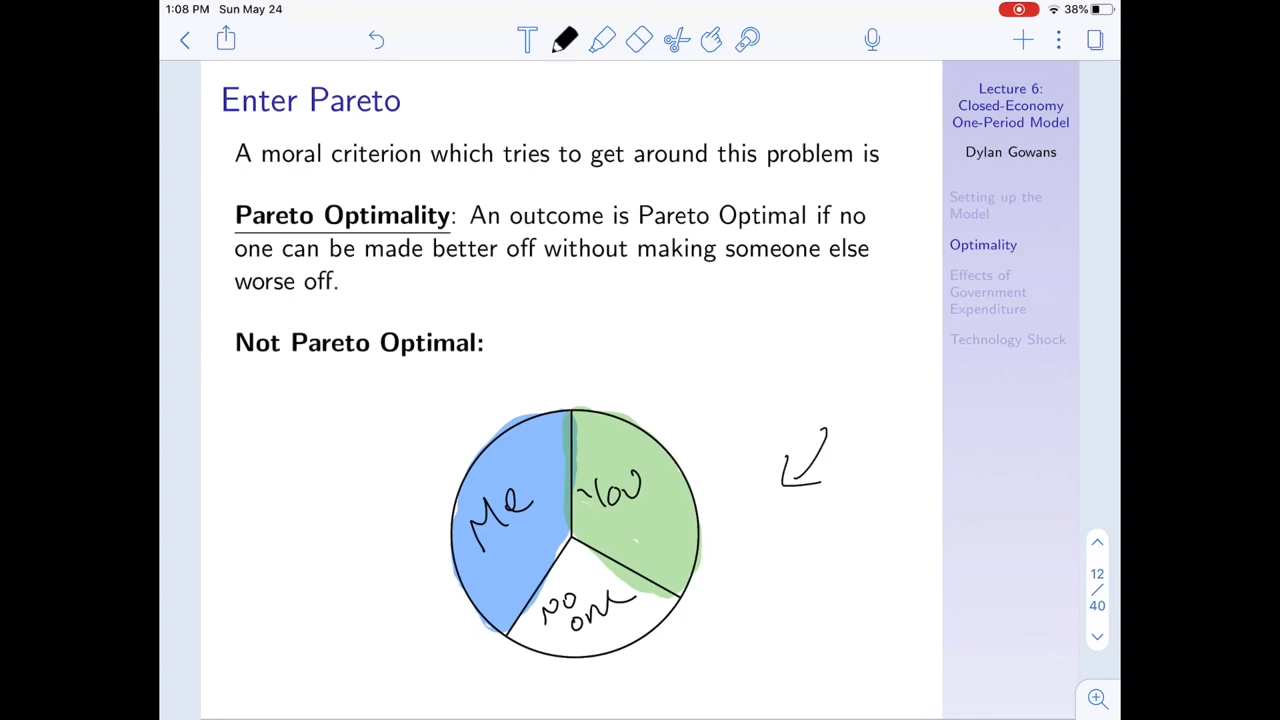 1:08 PM Sun May 24
38%
T
Enter Pareto
A moral criterion which tries to get around this problem is
Pareto Optimality: An outcome is Pareto Optimal if no
one can be made better off without making someone else
worse off.
Not Pareto Optimal:
Me
You
No
one
Lecture 6:
Closed-Economy
One-Period Model
Dylan Gowans
Setting up the
Model
Optimality
Effects of
Government
Expenditure
Technology Shock
12
/
40